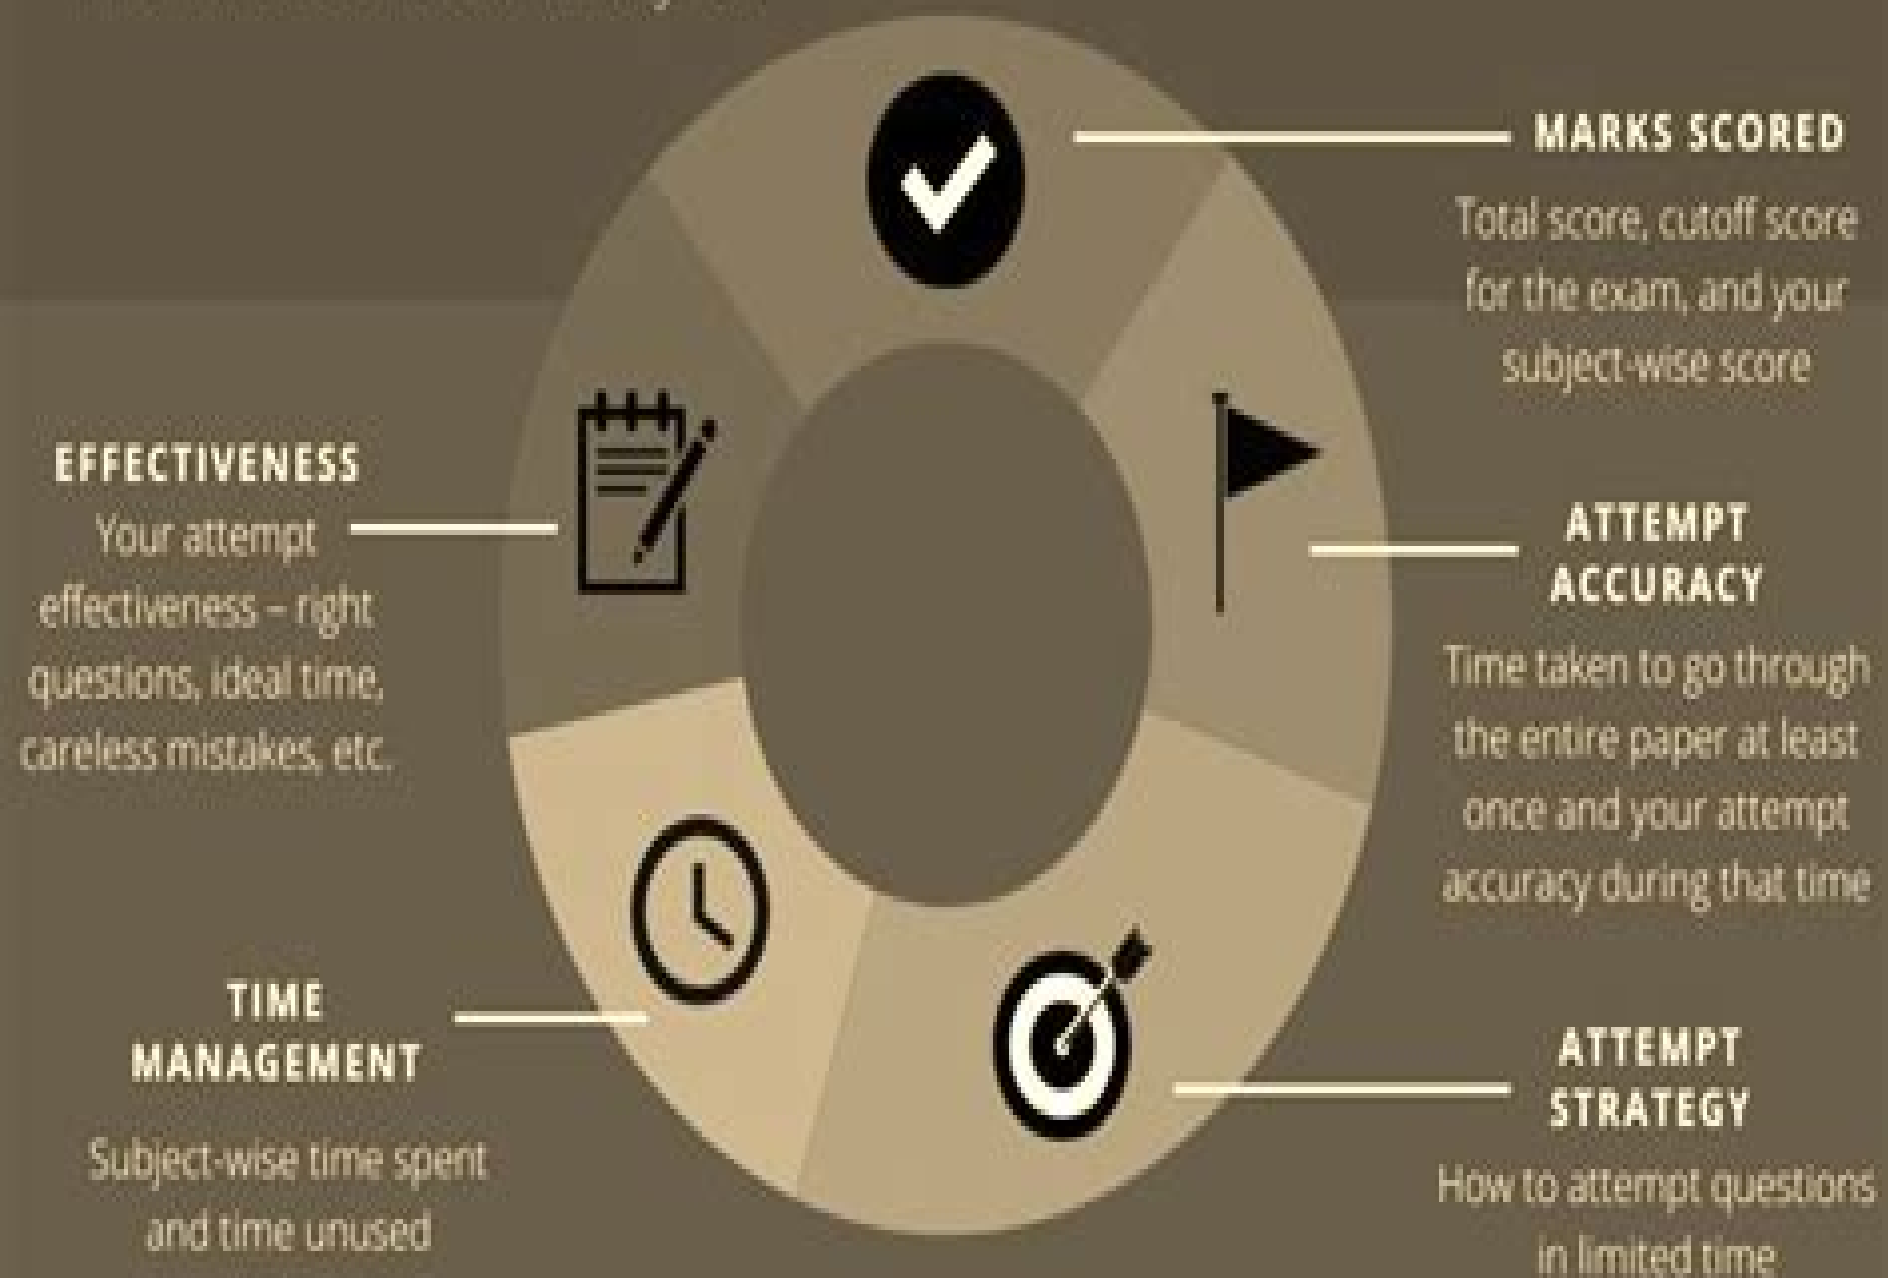 MARKS SCORED
Total score, cutoff score
for the exam, and your
subject-wise score
ATTEMPT
ACCURACY
Time taken to go through
the entire paper at least
once and your attempt
accuracy during that time
ATTEMPT
STRATEGY
How to attempt questions
in limited time
TIME
MANAGEMENT
Subject-wise time spent
and time unused
EFFECTIVENESS
Your attempt
effectiveness – right
questions, ideal time,
careless mistakes, etc.